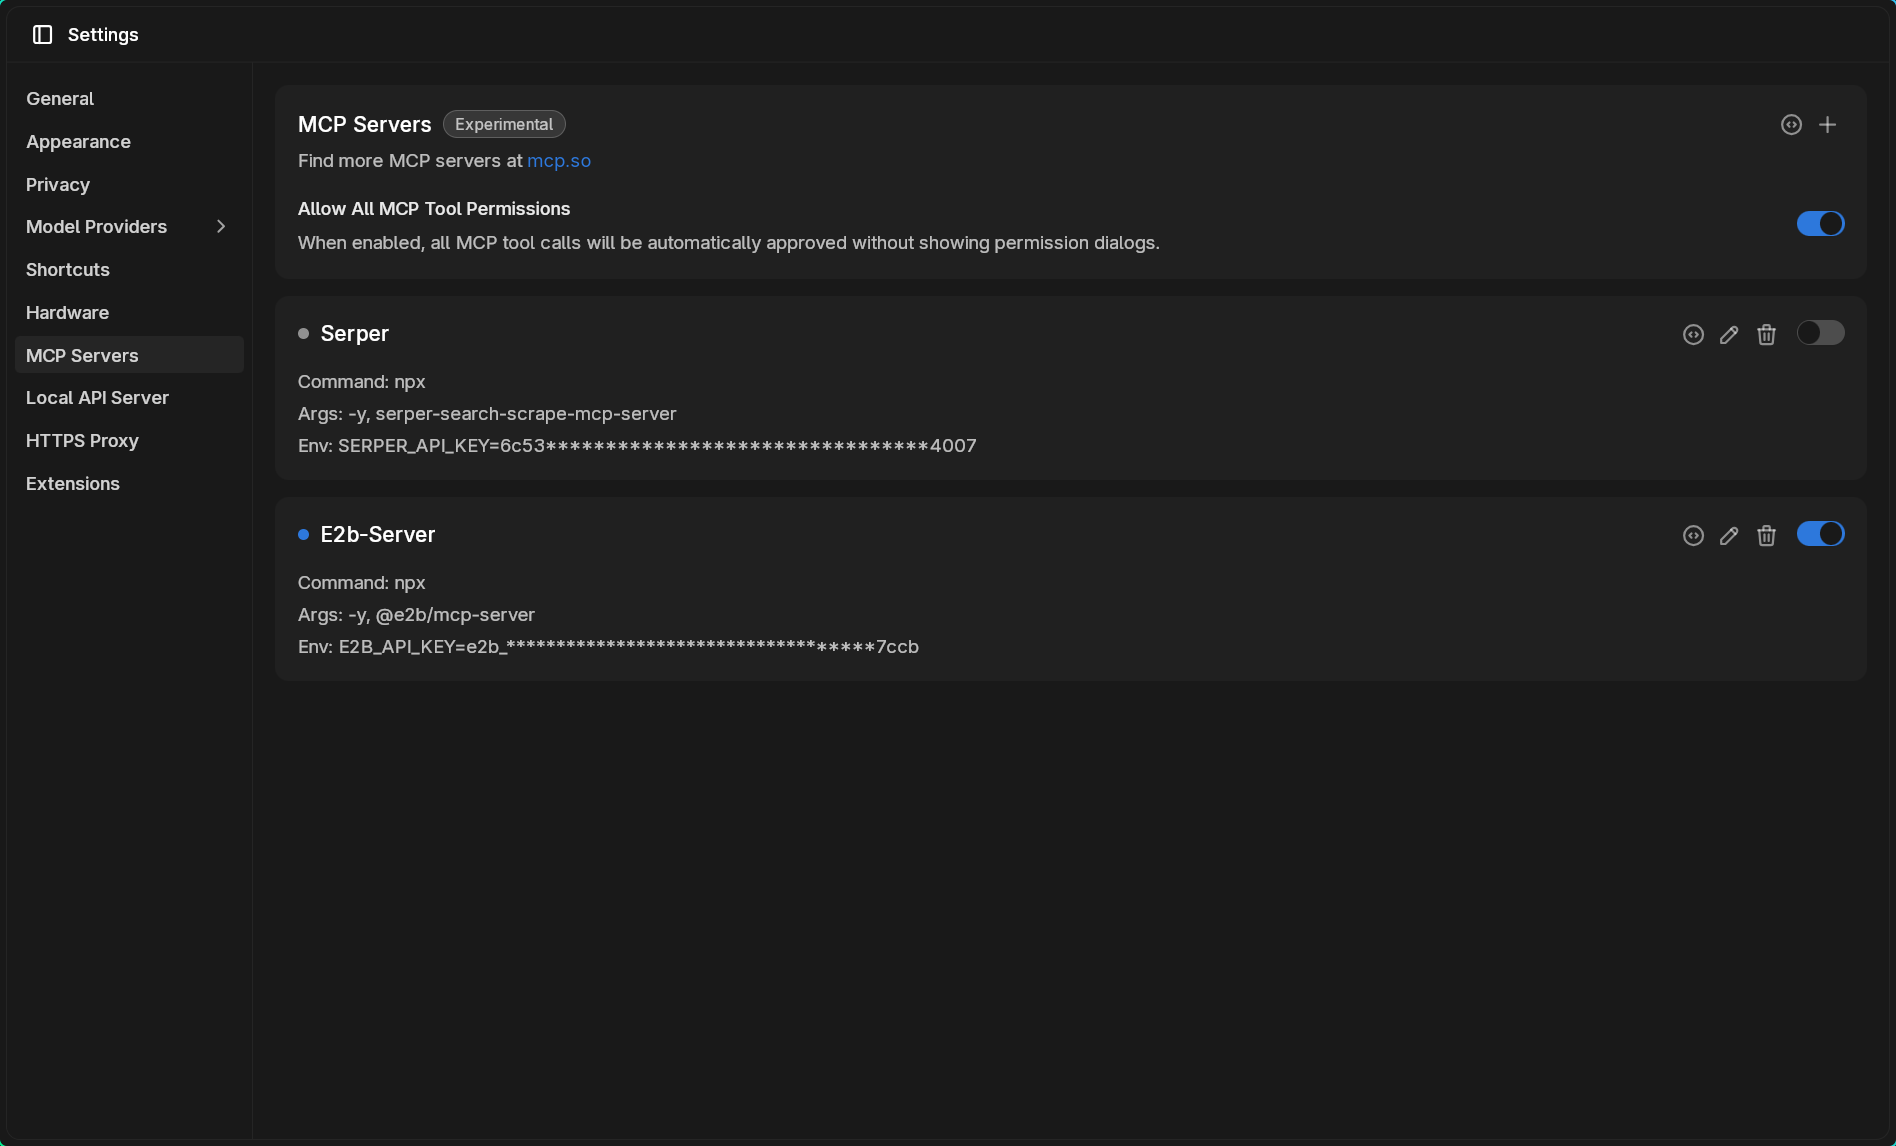 Settings
General
Appearance
Privacy
Model Providers
Shortcuts
Hardware
MCP Servers
Local API Server
HTTPS Proxy
Extensions
MCP Servers Experimental
Find more MCP servers at mcp.so
Allow All MCP Tool Permissions
When enabled, all MCP tool calls will be automatically approved without showing permission dialogs.
Serper
Command: npx
Args: -y, serper-search-scrape-mcp-server
Env: SERPER_API_KEY=6c53********************************4007
E2b-Server
Command: npx
Args: -y, @e2b/mcp-server
Env: E2B_API_KEY=e2b_************************************7ccb